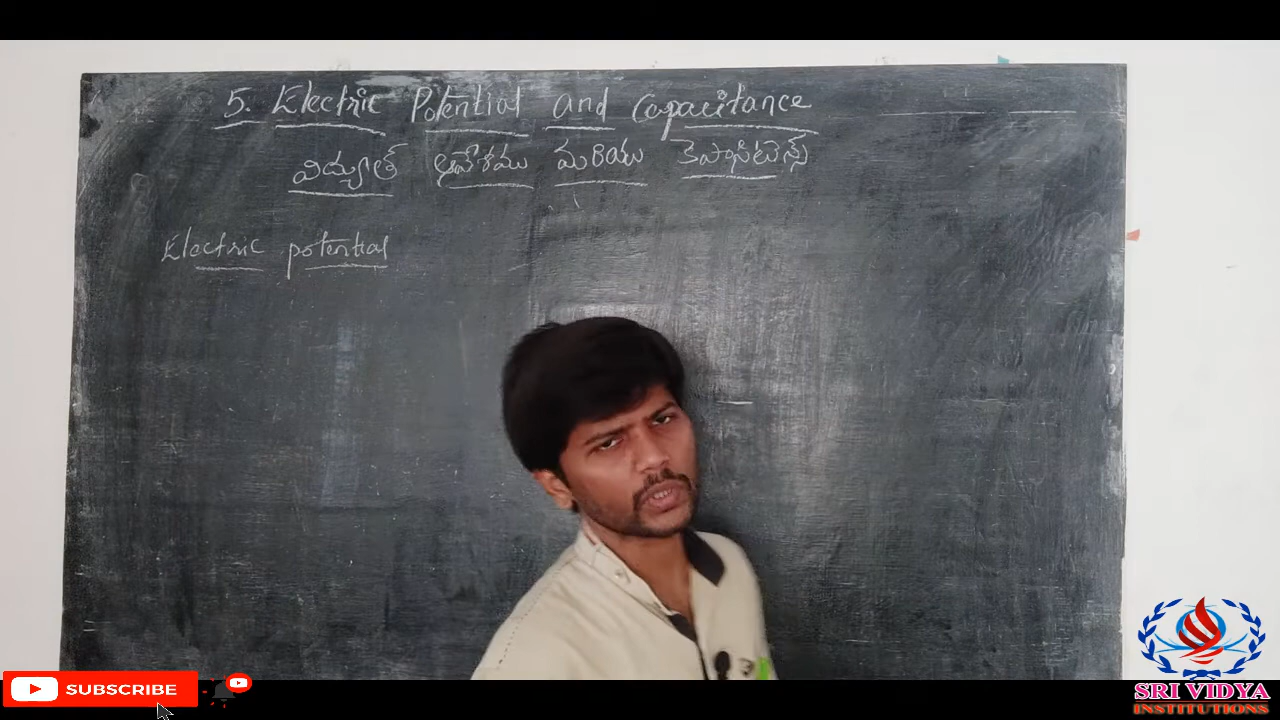 5. Electric Potential and Capacitance
విద్యుత్ ఆవేశము మరియు కెపాసిటెన్స్
Electric potential
SUBSCRIBE
SRI VIDYA
INSTITUTIONS